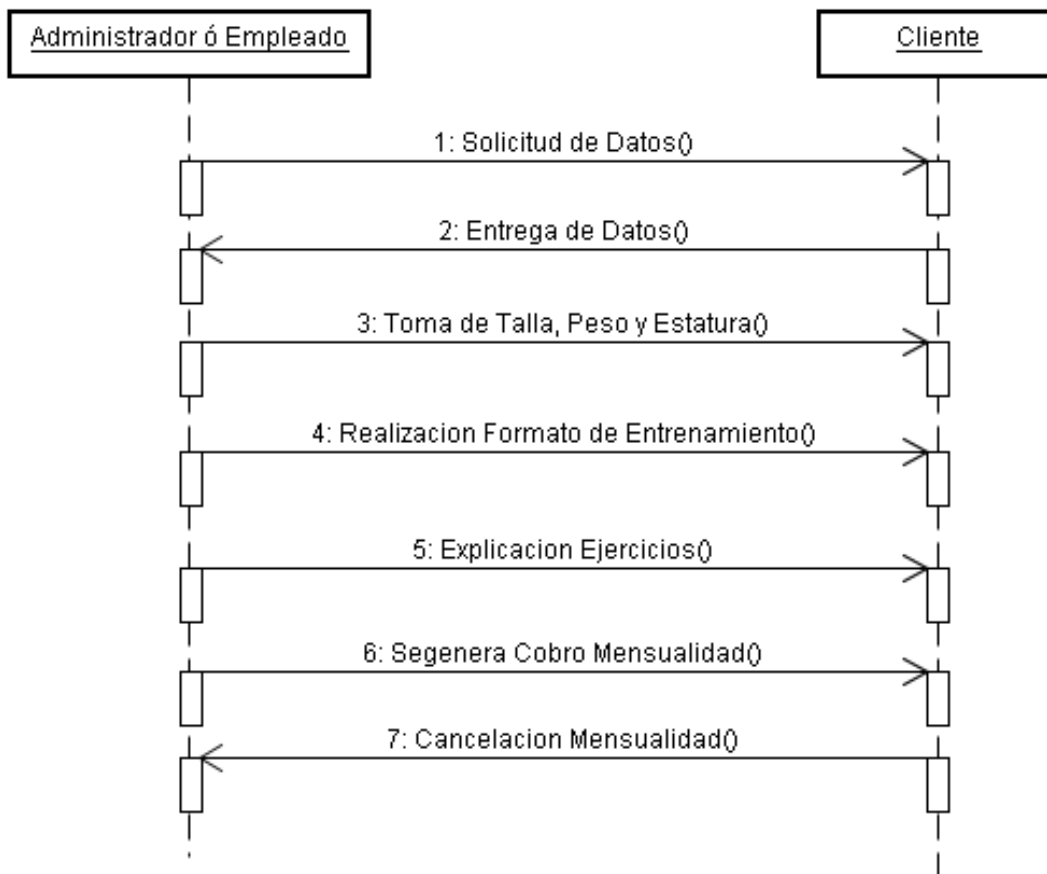 Administrador ó Empleado
Cliente
1: Solicitud de Datos()
2: Entrega de Datos()
3: Toma de Talla, Peso y Estatura()
4: Realizacion Formato de Entrenamiento()
5: Explicacion Ejercicios()
6: Segenera Cobro Mensualidad()
7: Cancelacion Mensualidad()